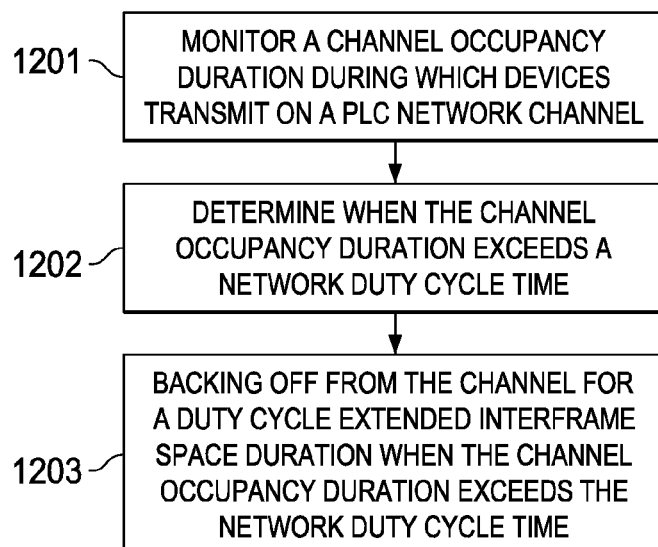 1201
MONITOR A CHANNEL OCCUPANCY
DURATION DURING WHICH DEVICES
TRANSMIT ON A PLC NETWORK CHANNEL
1202
DETERMINE WHEN THE CHANNEL
OCCUPANCY DURATION EXCEEDS A
NETWORK DUTY CYCLE TIME
1203
BACKING OFF FROM THE CHANNEL FOR
A DUTY CYCLE EXTENDED INTERFRAME
SPACE DURATION WHEN THE CHANNEL
OCCUPANCY DURATION EXCEEDS THE
NETWORK DUTY CYCLE TIME